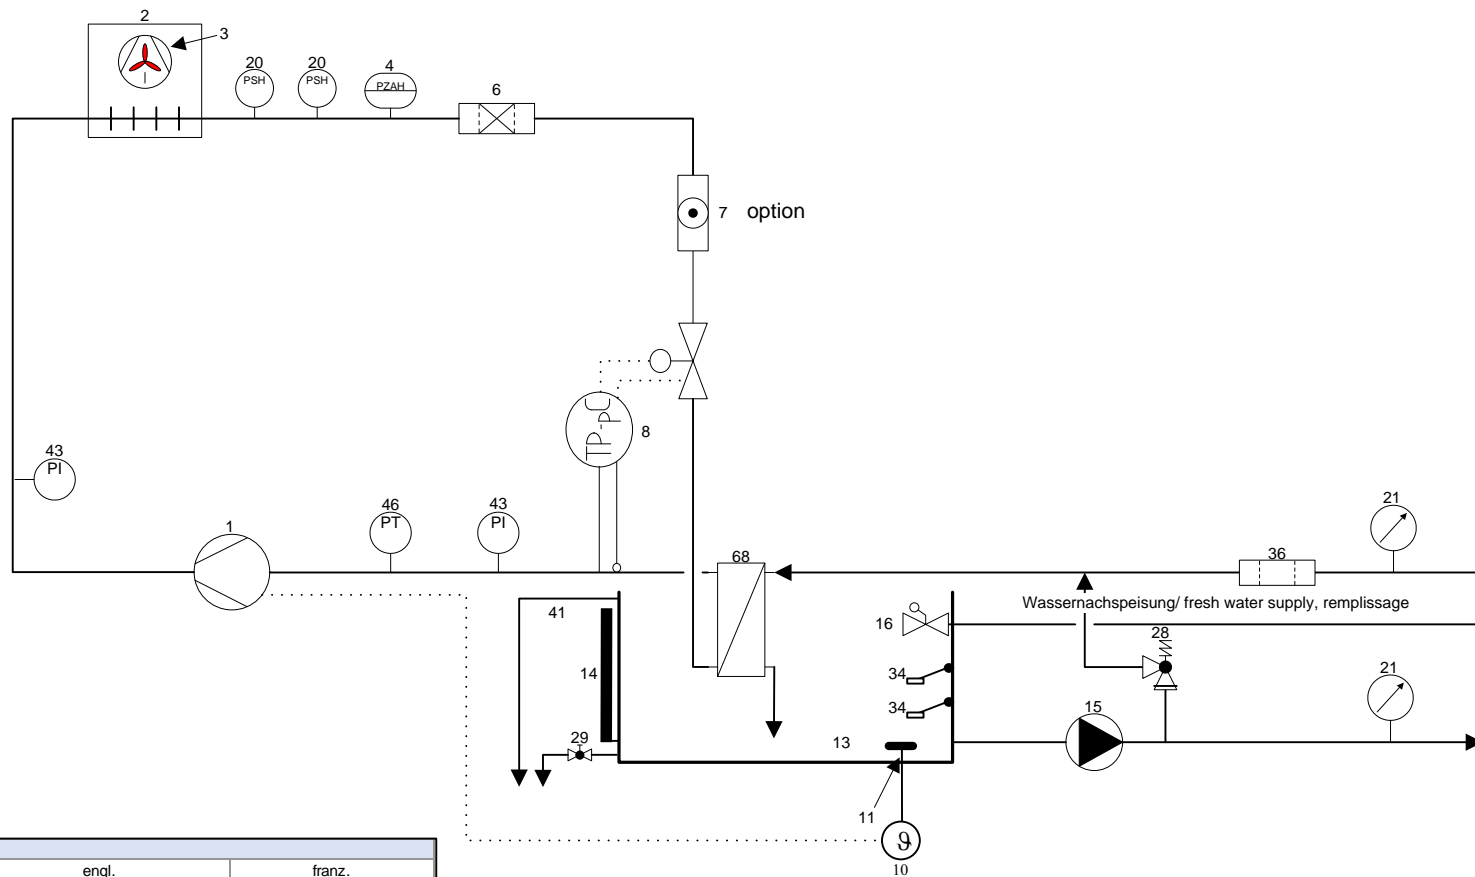 2
3
20
PSH
20
PSH
4
PZAH
6
7 option
TP-pC
8
43
PI
1
46
PT
43
PI
68
21
36
Wassernachspeisung/ fresh water supply, remplissage
41
16
28
14
34
34
21
15
29
13
11
ϑ
10
engl. franz.